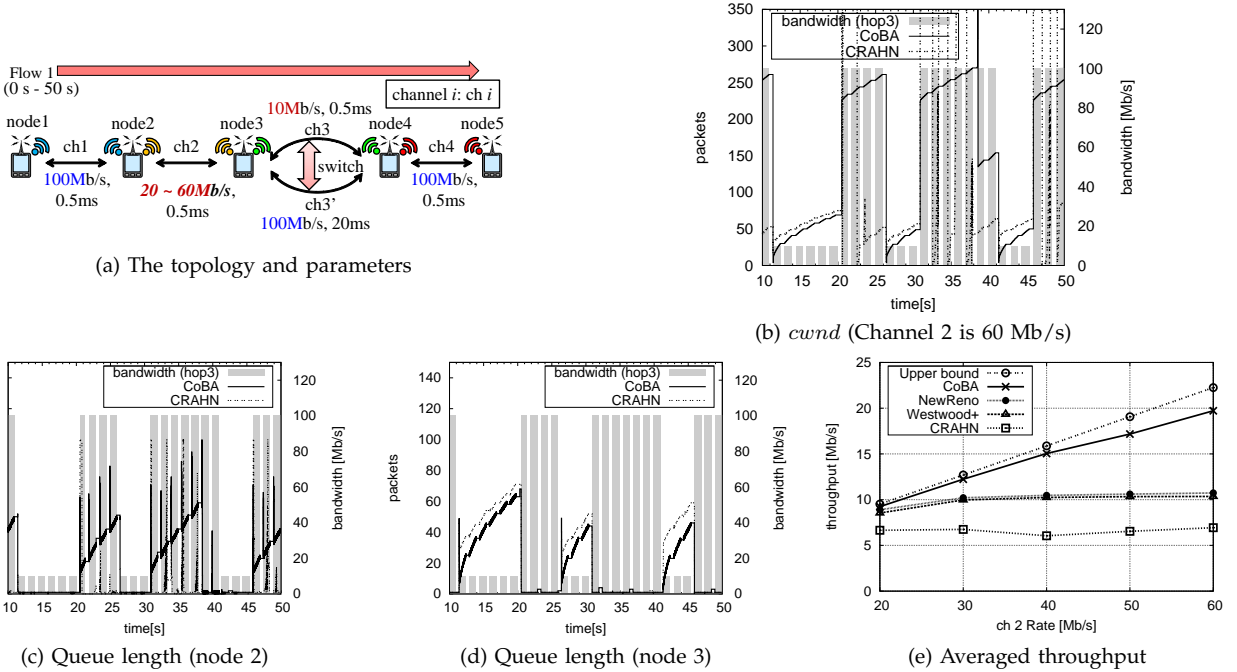 Flow 1
(0 s - 50 s)
channel i: ch i
10Mb/s, 0.5ms
node1
node2
node3
node4
node5
ch1
ch2
ch3
ch4
switch
100Mb/s,
0.5ms
20 ~ 60Mb/s,
0.5ms
ch3'
100Mb/s, 20ms
100Mb/s,
0.5ms
(a) The topology and parameters
bandwidth (hop3)
CoBA
CRAHN
350
300
250
200
150
100
50
0
packets
120
100
80
60
40
20
0
bandwidth [Mb/s]
10 15 20 25 30 35 40 45 50
time[s]
(b) cwnd (Channel 2 is 60 Mb/s)
bandwidth (hop3)
CoBA
CRAHN
120
100
80
60
40
20
0
bandwidth [Mb/s]
10 15 20 25 30 35 40 45 50
time[s]
(c) Queue length (node 2)
bandwidth (hop3)
CoBA
CRAHN
140
120
100
80
60
40
20
0
packets
120
100
80
60
40
20
0
bandwidth [Mb/s]
10 15 20 25 30 35 40 45 50
time[s]
(d) Queue length (node 3)
Upper bound
CoBA
NewReno
Westwood+
CRAHN
25
20
15
10
5
0
throughput [Mb/s]
20 30 40 50 60
ch 2 Rate [Mb/s]
(e) Averaged throughput